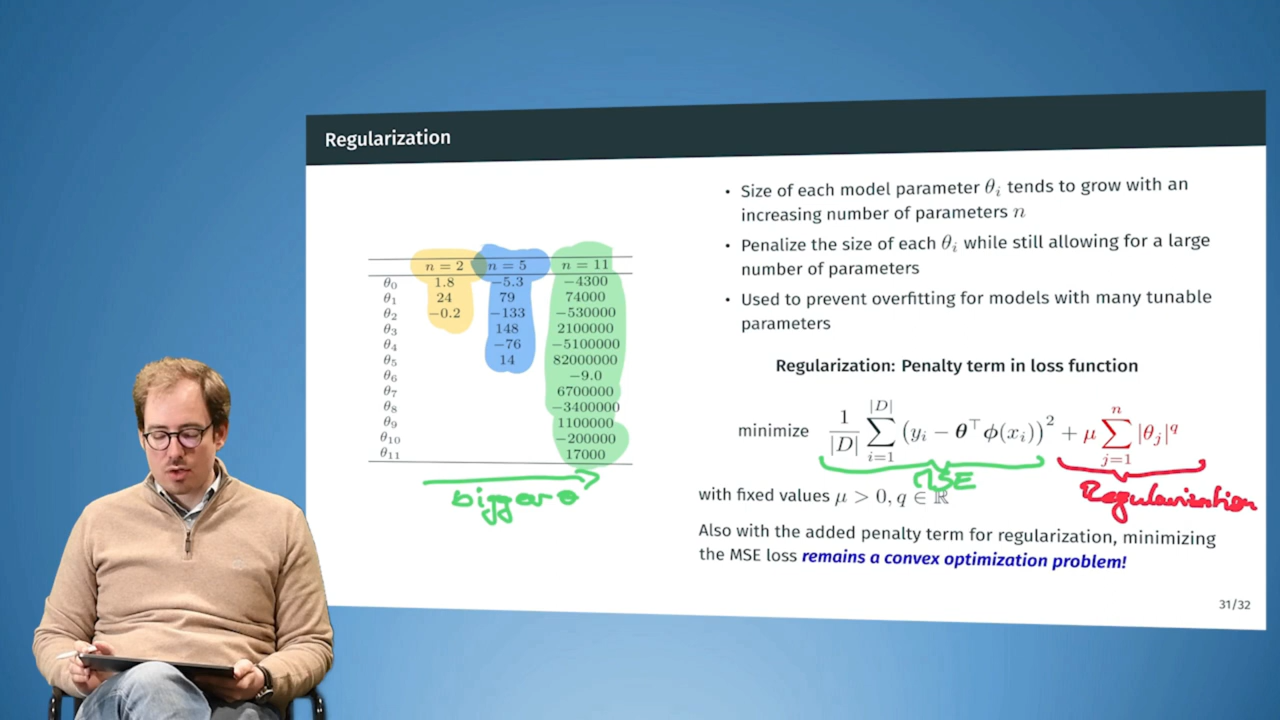 Regularization
n = 2 n = 5 n = 11
θ₀ 1.8 −5.3 −4300
θ₁ 24 79 74000
θ₂ −0.2 −133 −530000
θ₃ 148 2100000
θ₄ −76 −5100000
θ₅ 14 82000000
θ₆ −9.0
θ₇ 6700000
θ₈ −3400000
θ₉ 1100000
θ₁₀ −200000
θ₁₁ 17000
bigger θ
• Size of each model parameter θᵢ tends to grow with an
increasing number of parameters n
• Penalize the size of each θᵢ while still allowing for a large
number of parameters
• Used to prevent overfitting for models with many tunable
parameters
Regularization: Penalty term in loss function
minimize 1/|D| ∑_{i=1}^{|D|} (yᵢ − θ^⊤ ϕ(xᵢ))² + μ ∑_{j=1}^{n} |θⱼ|^q
MSE
Regularization
with fixed values μ > 0, q ∈ ℝ
Also with the added penalty term for regularization, minimizing
the MSE loss remains a convex optimization problem!
31/32